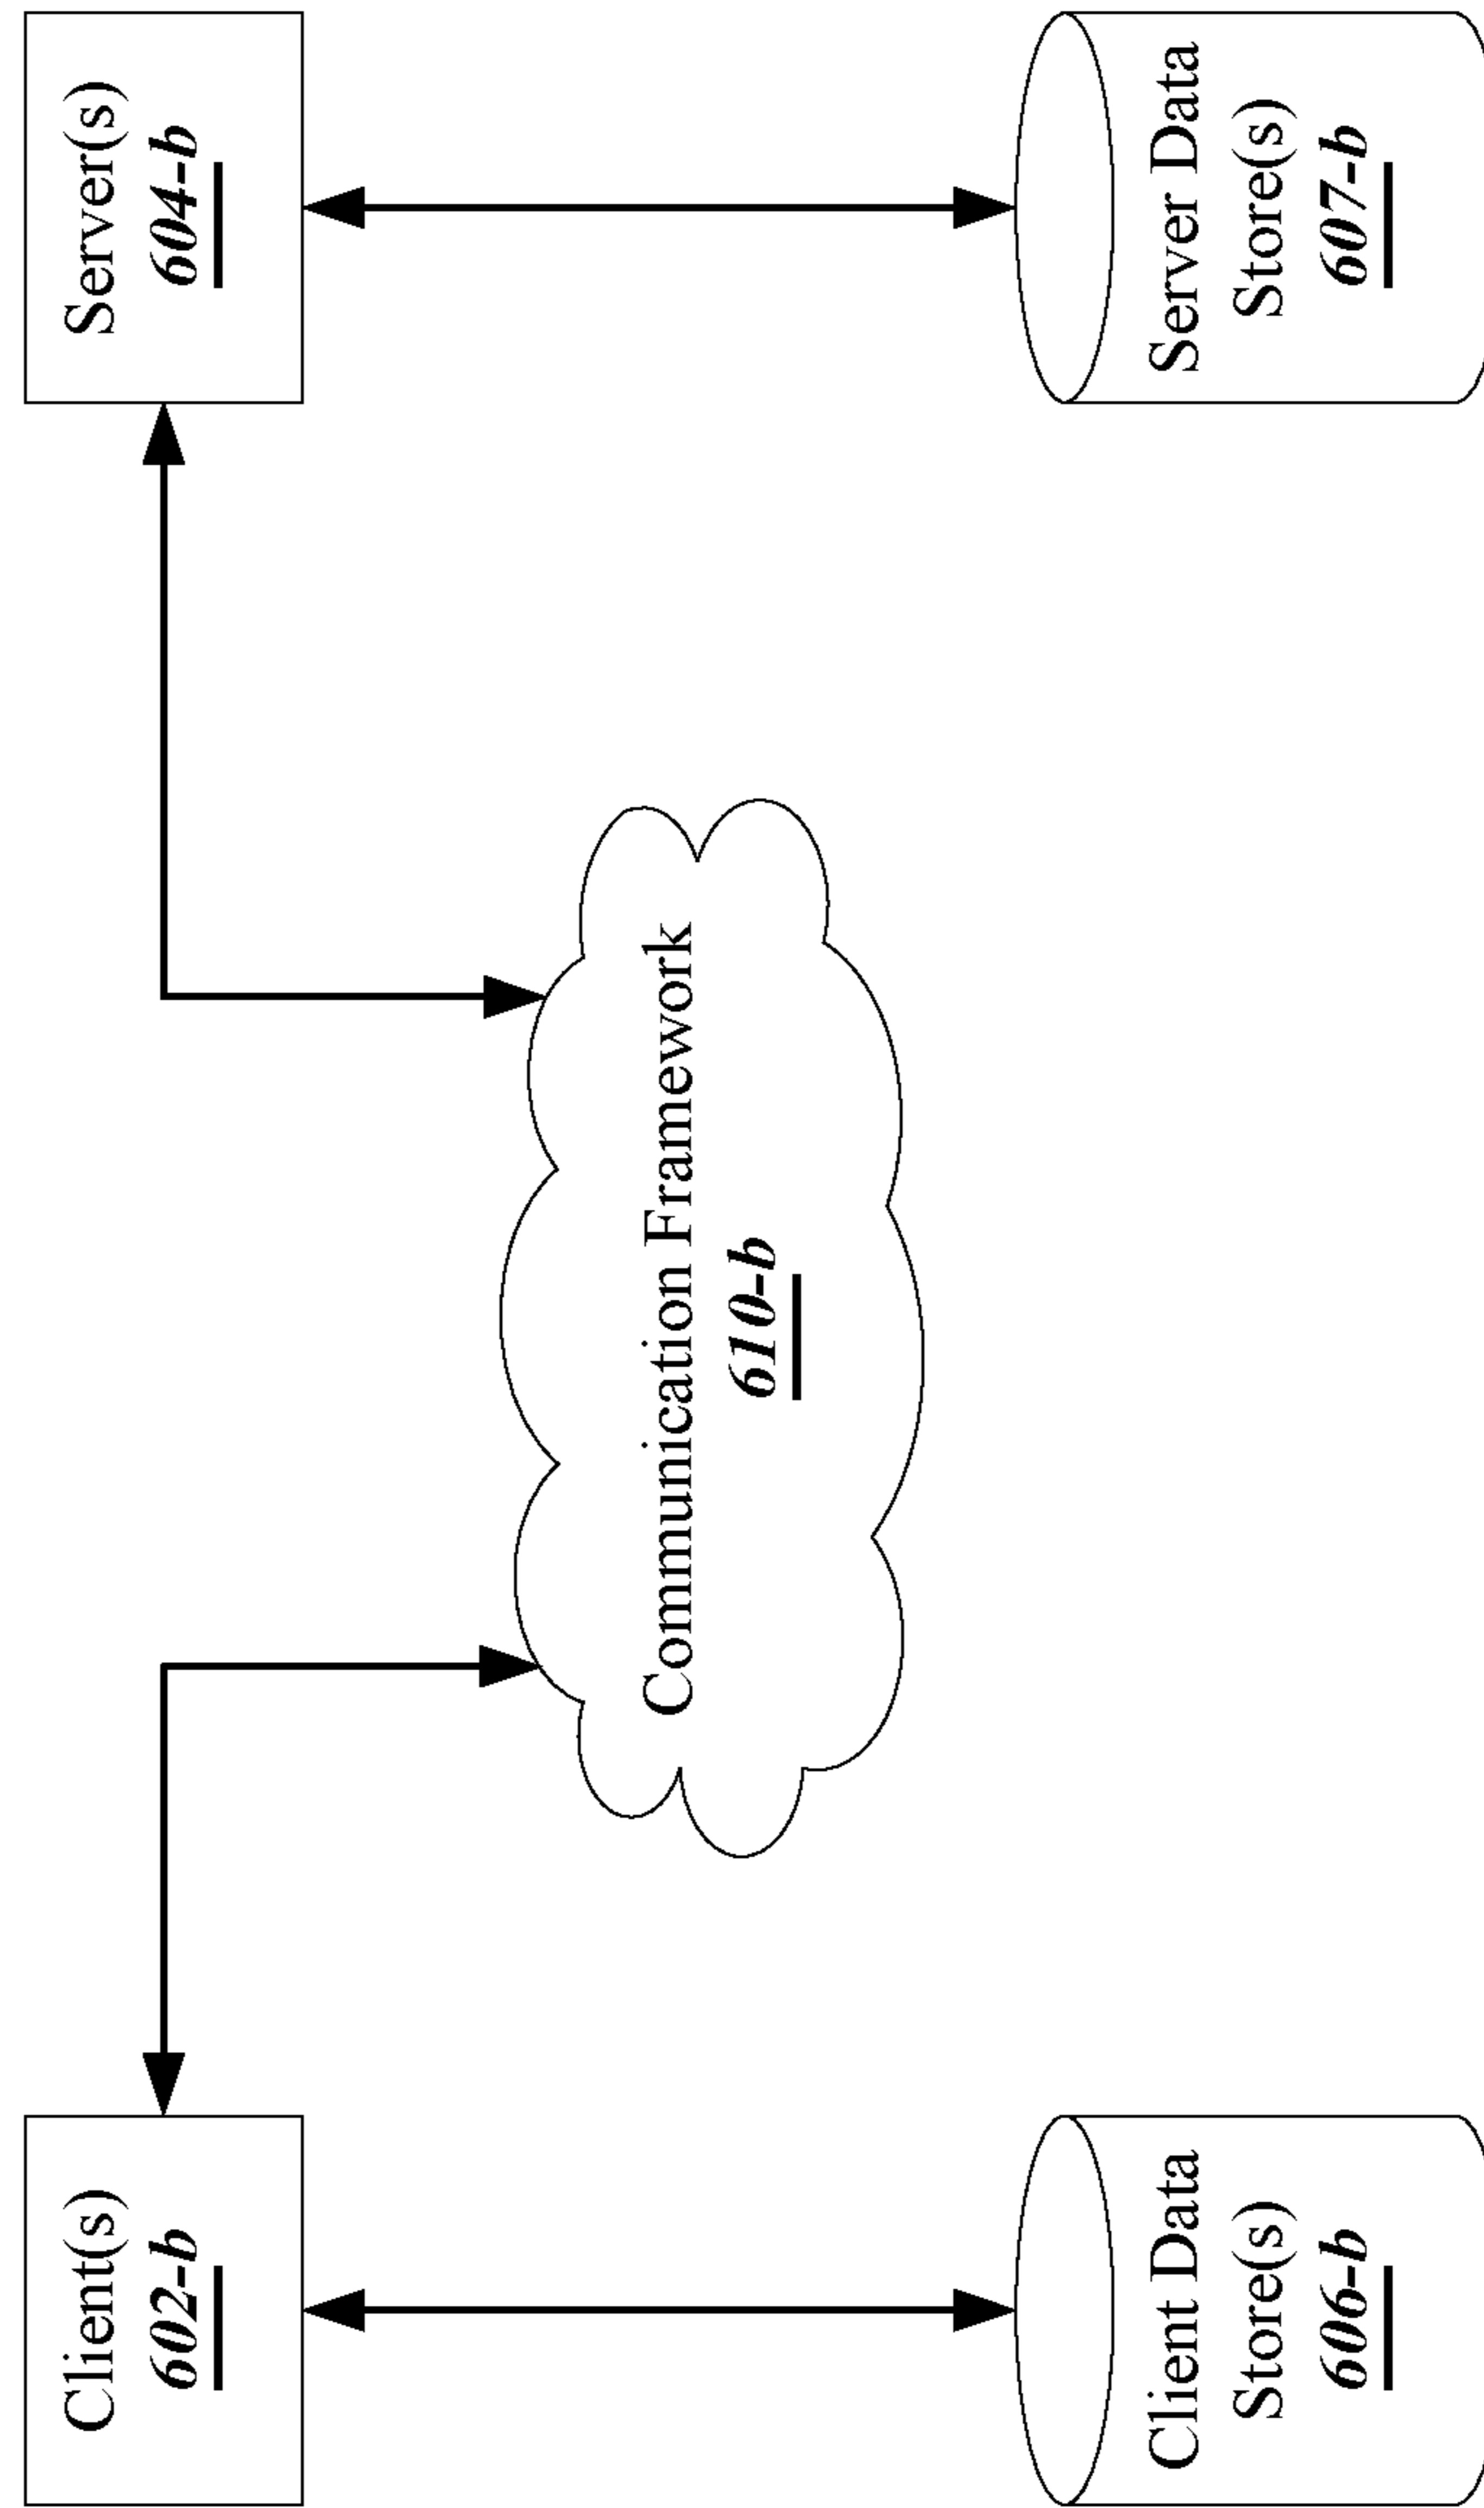 Client(s)
602-b
Server(s)
604-b
Communication Framework
610-b
Client Data
Store(s)
606-b
Server Data
Store(s)
607-b